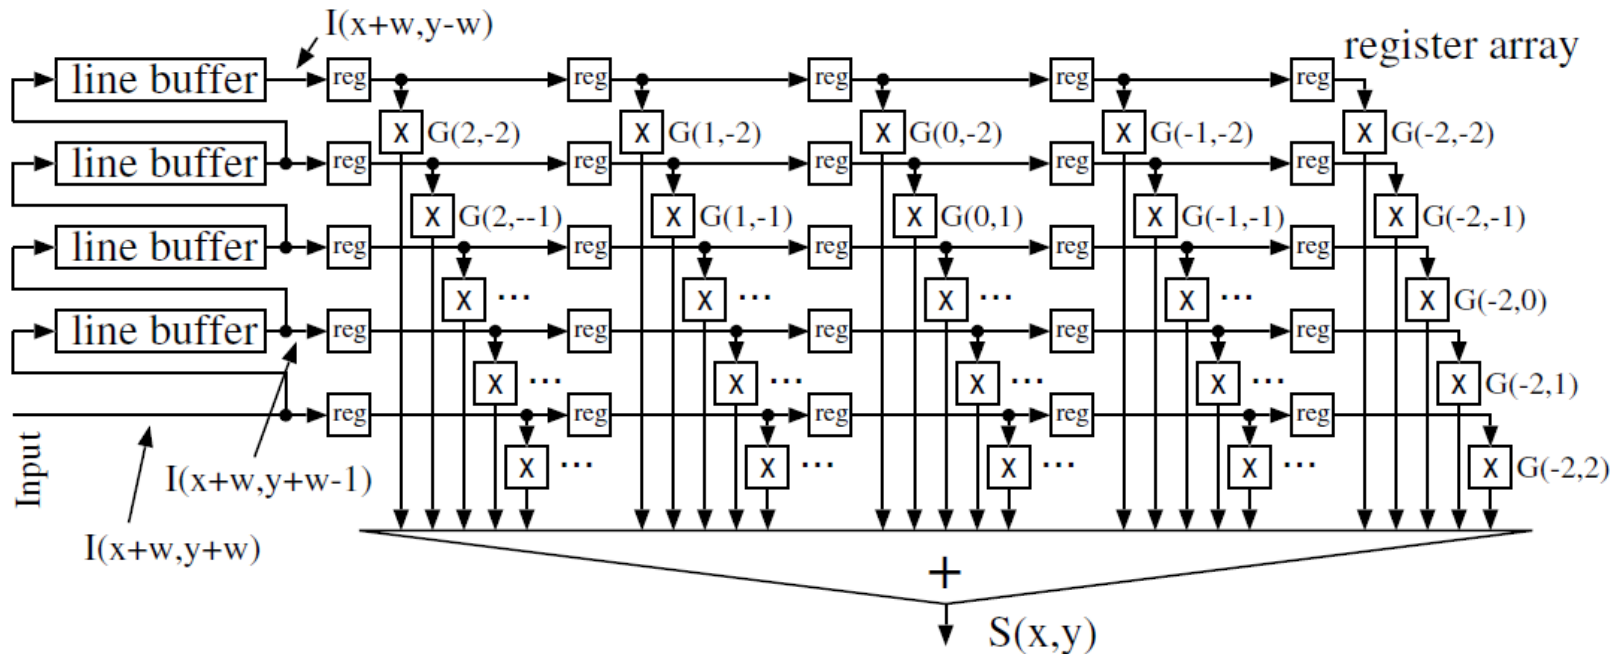 I(x+w,y-w)
register array
line buffer reg reg reg reg reg
X G(2,-2) X G(1,-2) X G(0,-2) X G(-1,-2) X G(-2,-2)
line buffer reg reg reg reg reg
X G(2,--1) X G(1,-1) X G(0,1) X G(-1,-1) X G(-2,-1)
line buffer reg reg reg reg reg
X ... X ... X ... X ... X G(-2,0)
line buffer reg reg reg reg reg
X ... X ... X ... X ... X G(-2,1)
reg reg reg reg reg
X ... X ... X ... X ... X G(-2,2)
Input
I(x+w,y+w-1)
I(x+w,y+w)
+
S(x,y)